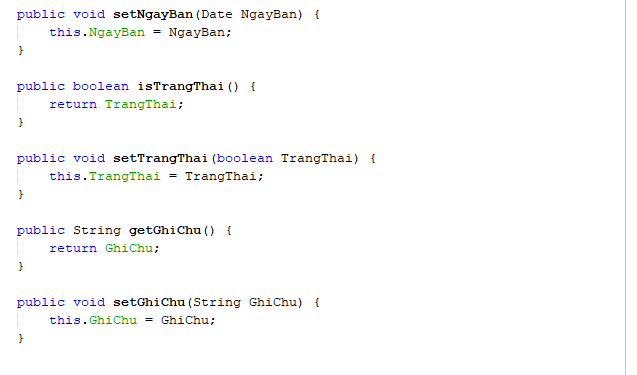 public void setNgayBan(Date NgayBan) {
    this.NgayBan = NgayBan;
}

public boolean isTrangThai() {
    return TrangThai;
}

public void setTrangThai(boolean TrangThai) {
    this.TrangThai = TrangThai;
}

public String getGhiChu() {
    return GhiChu;
}

public void setGhiChu(String GhiChu) {
    this.GhiChu = GhiChu;
}